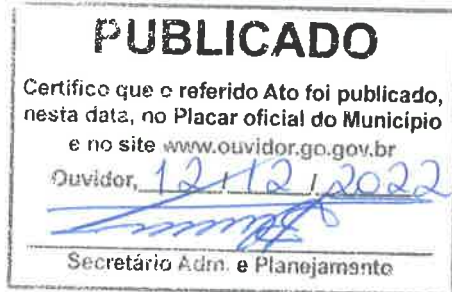 PUBLICADO
Certifico que o referido Ato foi publicado,
nesta data, no Placar oficial do Município
e no site www.ouvidor.go.gov.br
Ouvidor, 12 / 12 / 2022
Secretário Adm. e Planejamento